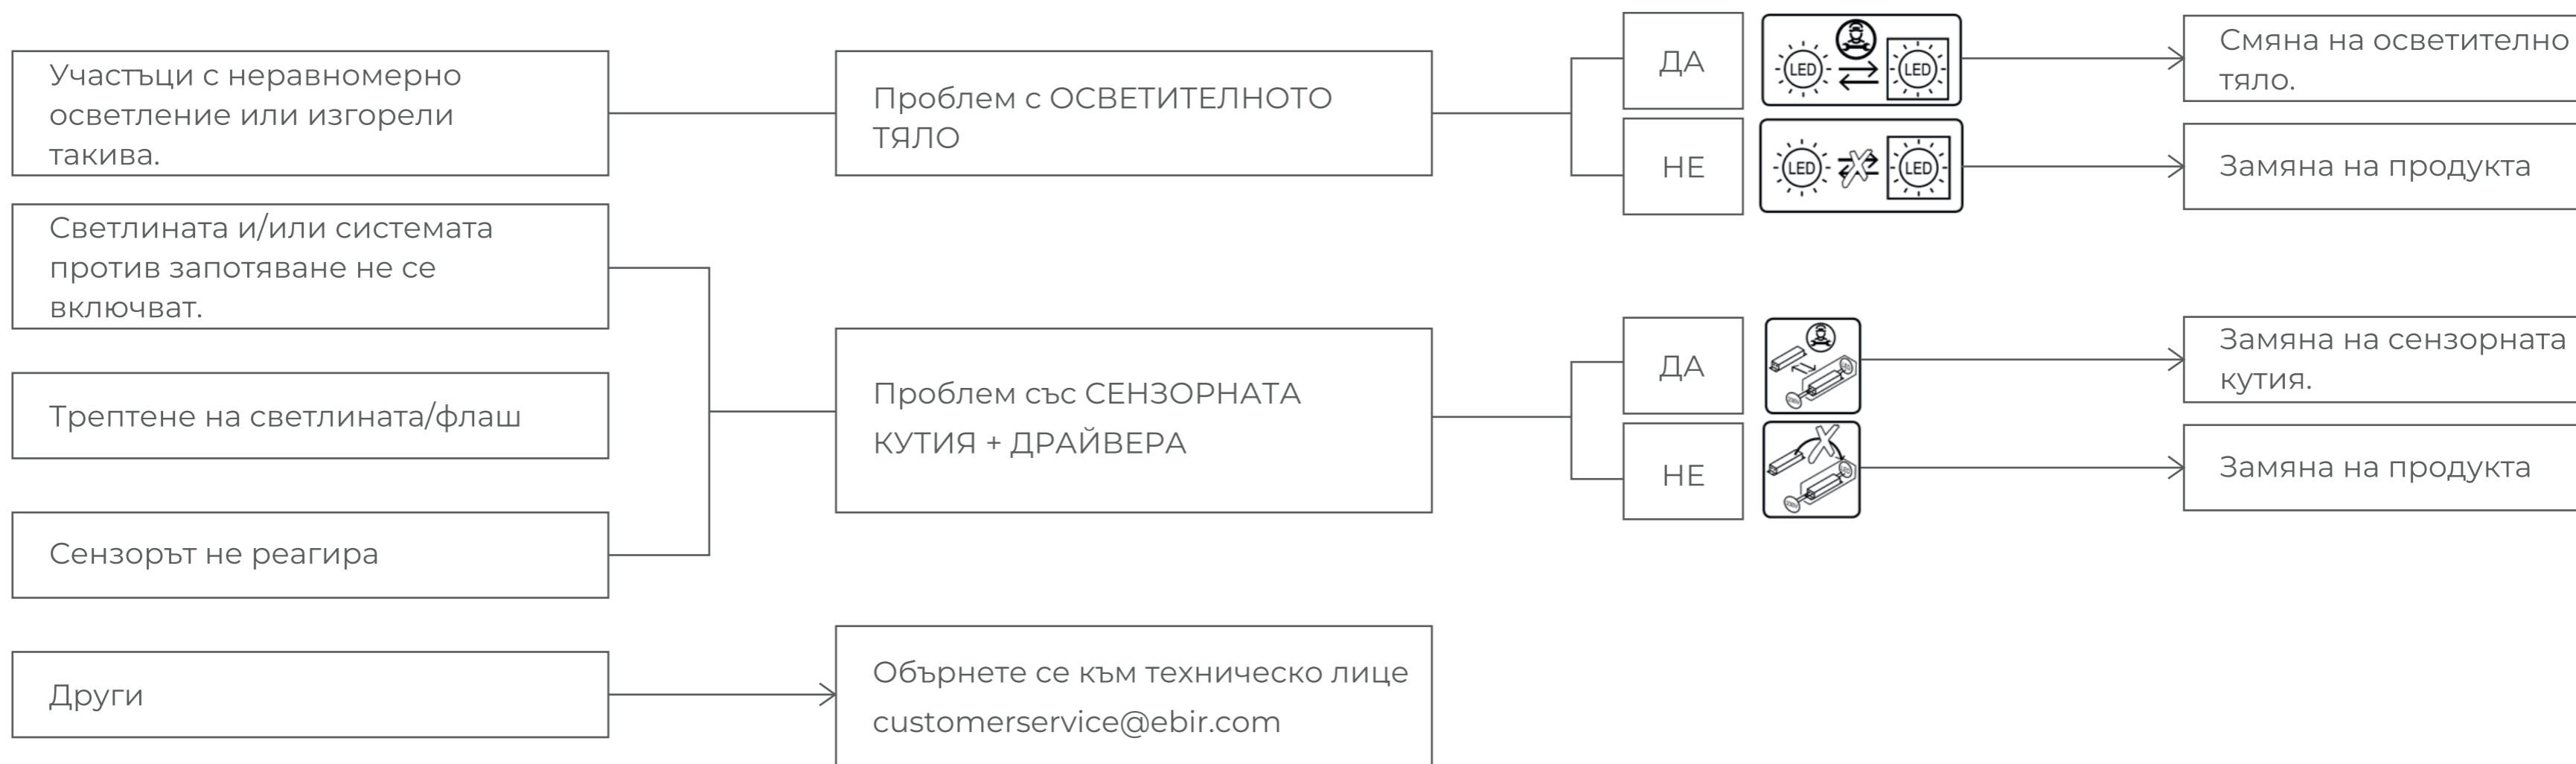 Участъци с неравномерно
осветление или изгорели
такива.
Проблем с ОСВЕТИТЕЛНОТО
ТЯЛО
ДА
LED
LED
Смяна на осветително
тяло.
НЕ
LED
LED
Замяна на продукта
Светлината и/или системата
против запотяване не се
включват.
Трептене на светлината/флаш
Сензорът не реагира
Проблем със СЕНЗОРНАТА
КУТИЯ + ДРАЙВЕРА
ДА
Замяна на сензорната
кутия.
НЕ
Замяна на продукта
Други
Обърнете се към техническо лице
customerservice@ebir.com